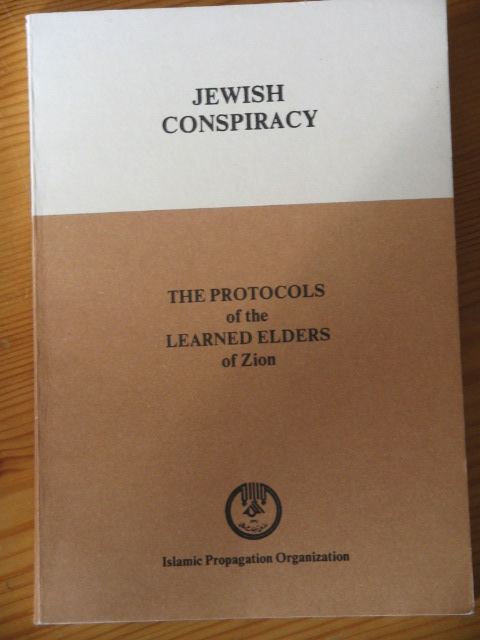 JEWISH
CONSPIRACY
THE PROTOCOLS
of the
LEARNED ELDERS
of Zion
Islamic Propagation Organization